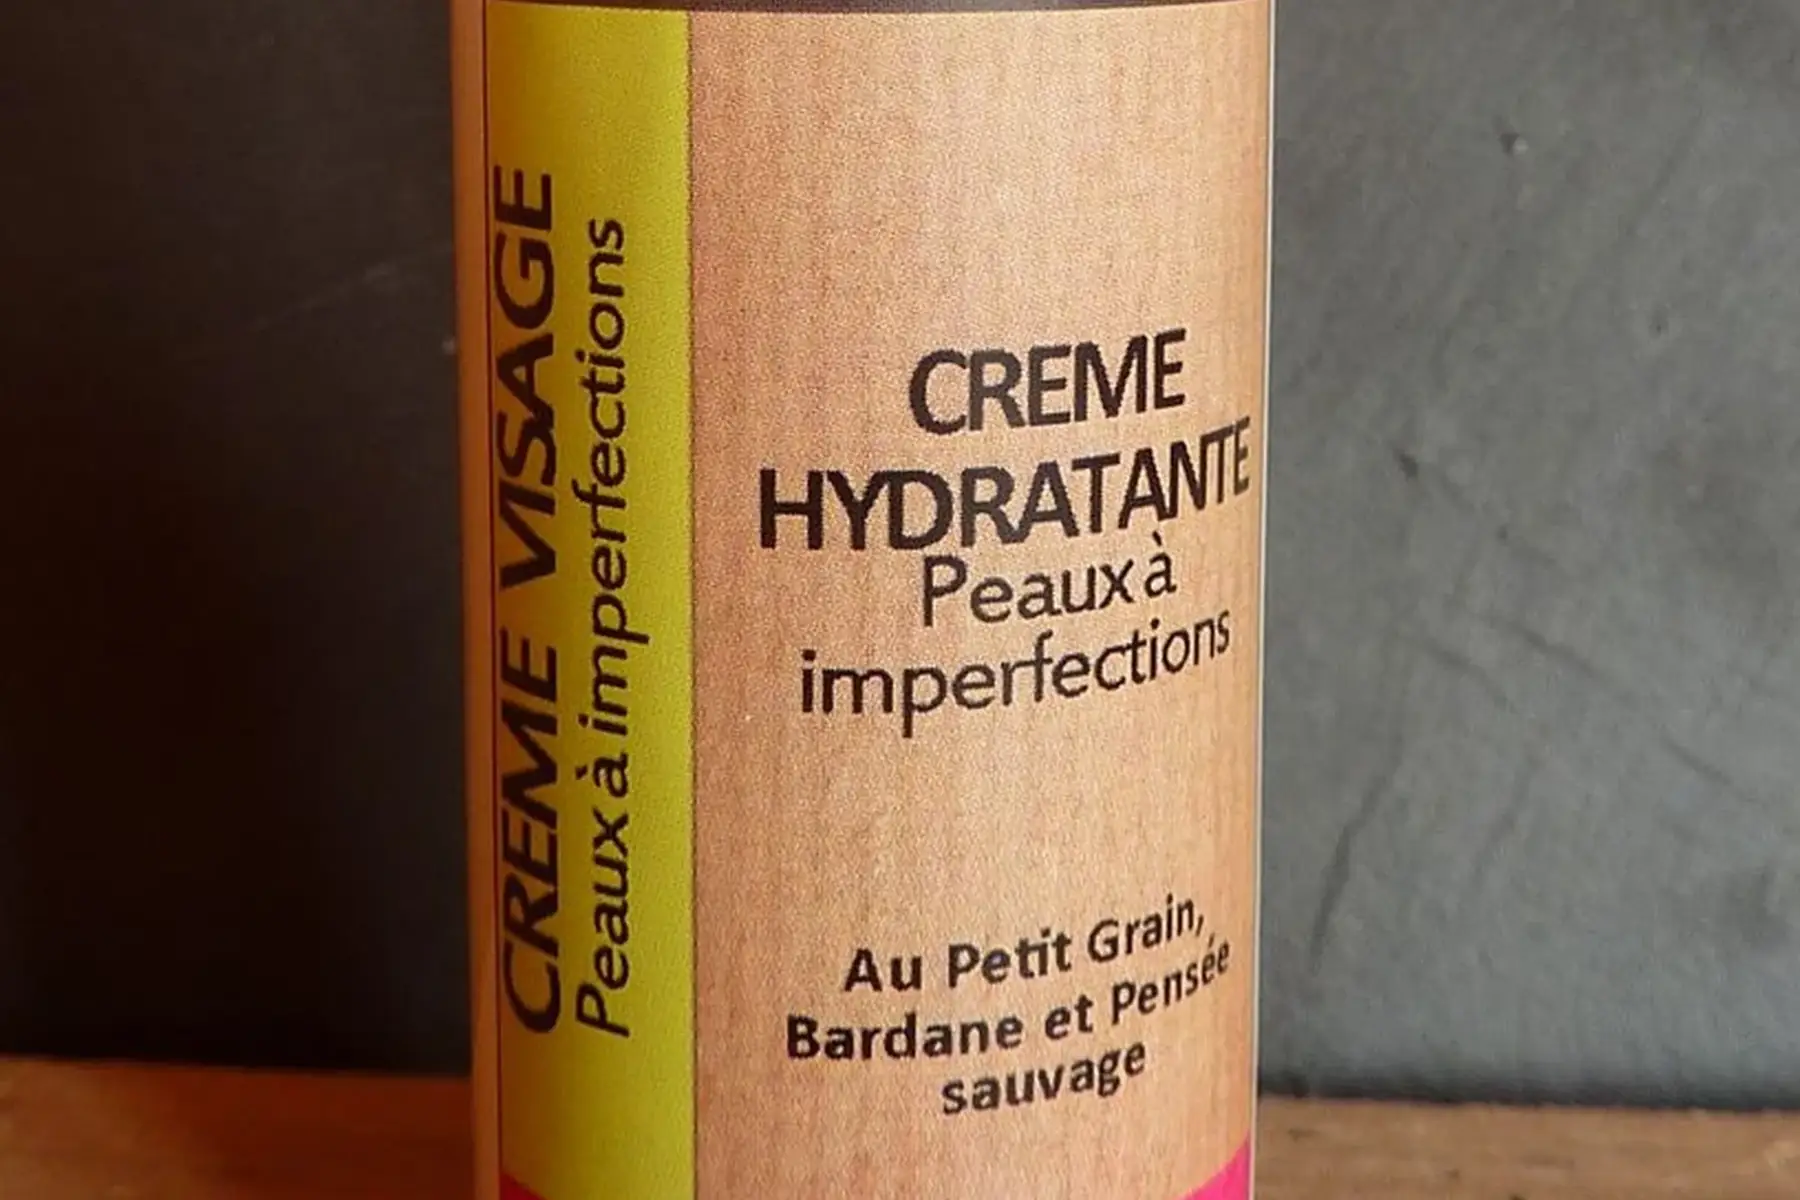 CREME VISAGE
Peaux à imperfections
CREME
HYDRATANTE
Peaux à
imperfections
Au Petit Grain,
Bardane et Pensée
sauvage